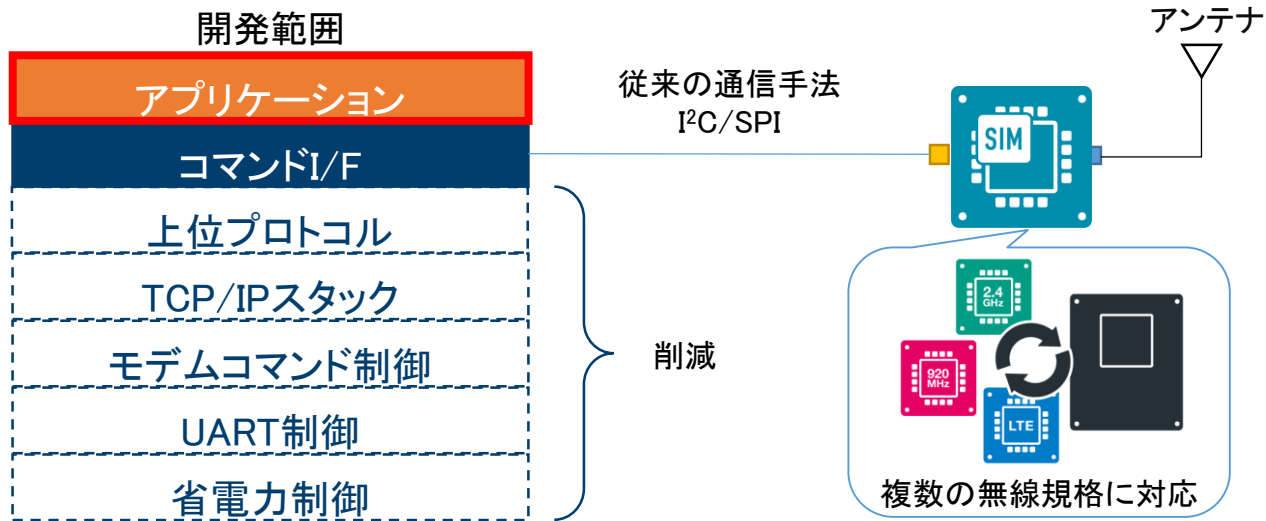 開発範囲
アプリケーション
コマンドI/F
上位プロトコル
TCP/IPスタック
モデムコマンド制御
UART制御
省電力制御
削減
従来の通信手法
I²C/SPI
アンテナ
SIM
2.4
GHz
920
MHz
LTE
複数の無線規格に対応